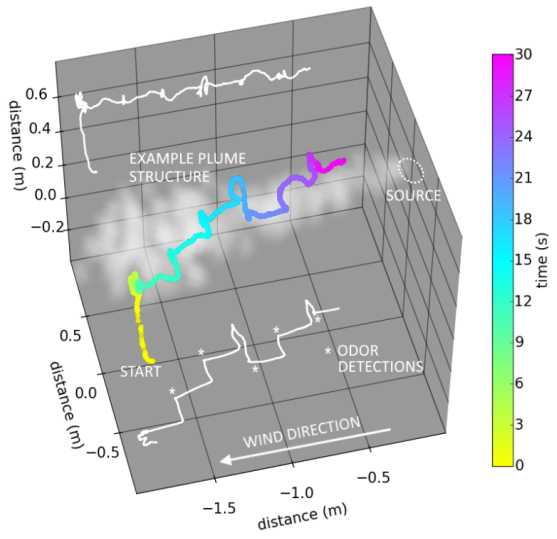 0.6
0.4
0.2
0.0
−0.2
distance (m)
EXAMPLE PLUME
STRUCTURE
SOURCE
START
0.5
0.0
−0.5
distance (m)
* ODOR
DETECTIONS
WIND DIRECTION
−1.5
−1.0
−0.5
distance (m)
30
27
24
21
18
15
12
9
6
3
0
time (s)